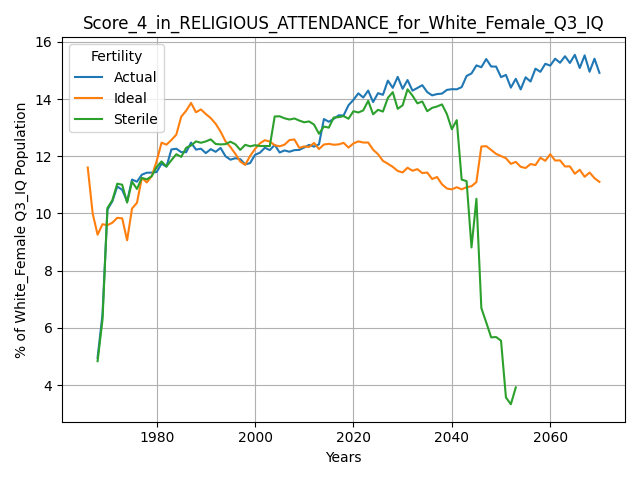 Score_4_in_RELIGIOUS_ATTENDANCE_for_White_Female_Q3_IQ
% of White_Female Q3_IQ Population
16
14
12
10
8
6
4
Fertility
Actual
Ideal
Sterile
1980
2000
2020
2040
2060
Years